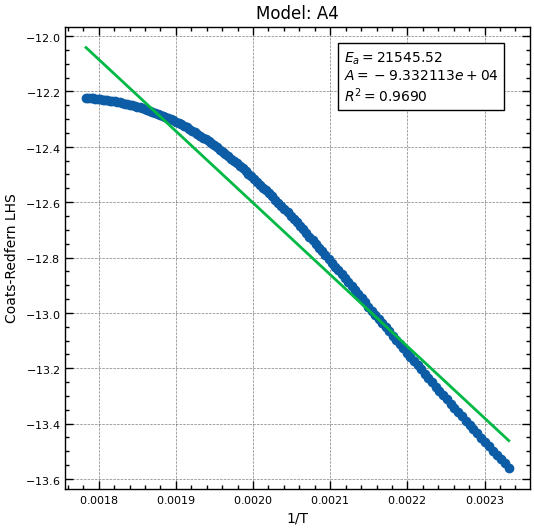 Model: A4
−12.0
−12.2
−12.4
−12.6
−12.8
−13.0
−13.2
−13.4
−13.6
Coats-Redfern LHS
E_a = 21545.52
A = − 9.332113e + 04
R² = 0.9690
0.0018 0.0019 0.0020 0.0021 0.0022 0.0023
1/T